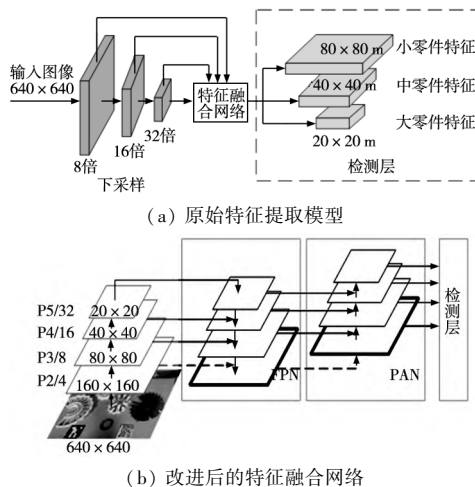 输入图像
640×640
8倍
16倍
32倍
下采样
特征融
合网络
80×80 m
40×40 m
20×20 m
小零件特征
中零件特征
大零件特征
检测层
(a) 原始特征提取模型
P5/32
20×20
P4/16
40×40
P3/8
80×80
P2/4
160×160
640×640
FPN
PAN
检测层
(b) 改进后的特征融合网络